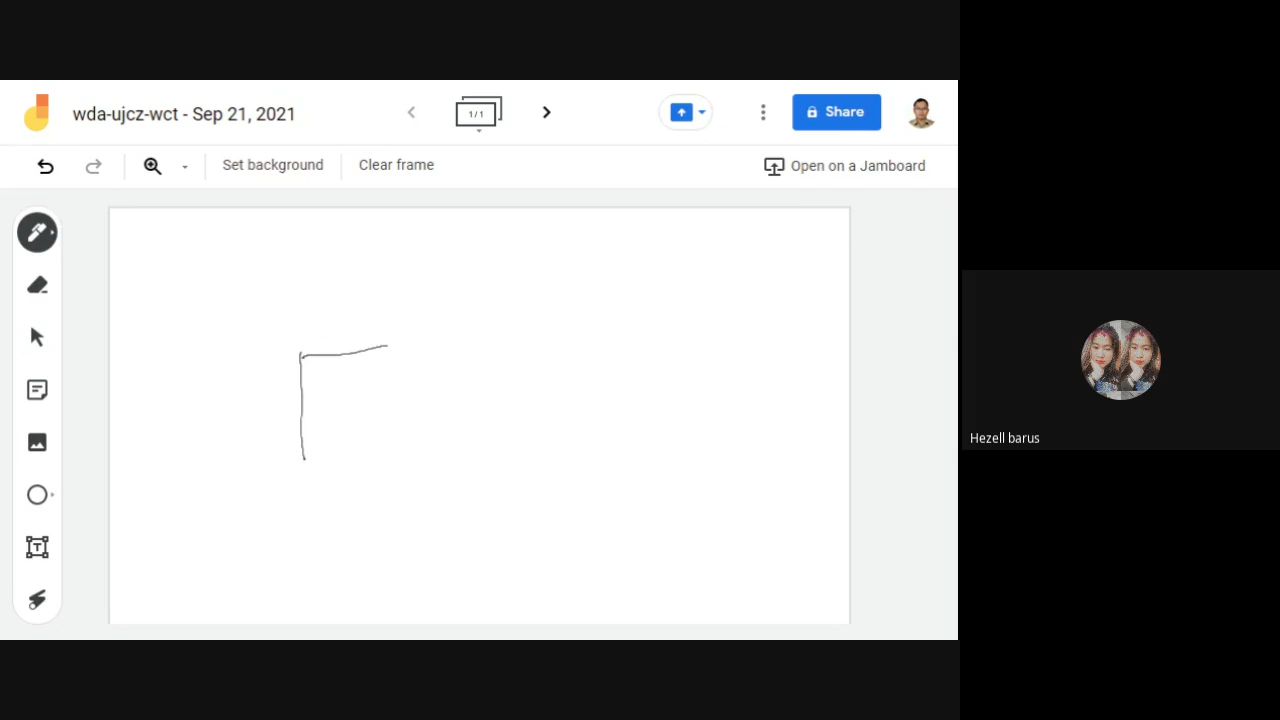 wda-ujcz-wct - Sep 21, 2021
1/1
Share
Set background
Clear frame
Open on a Jamboard
T
Hezell barus